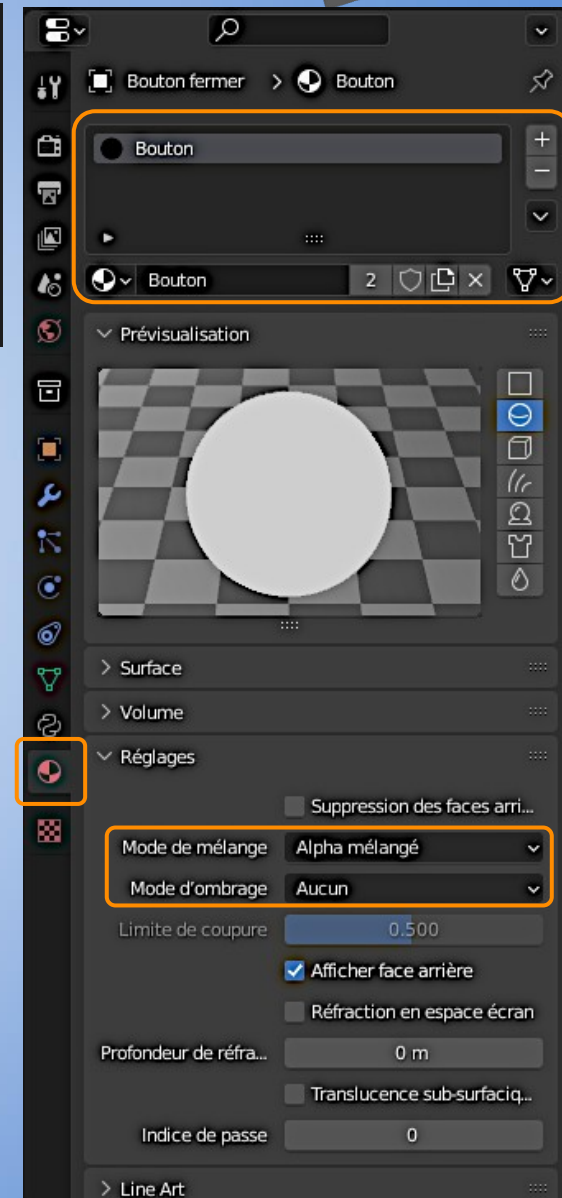 Bouton fermer > Bouton
Bouton
Bouton 2
Prévisualisation
Surface
Volume
Réglages
Suppression des faces arri...
Mode de mélange Alpha mélangé
Mode d'ombrage Aucun
Limite de coupure 0.500
Afficher face arrière
Réfraction en espace écran
Profondeur de réfra... 0 m
Translucence sub-surfaciq...
Indice de passe 0
Line Art